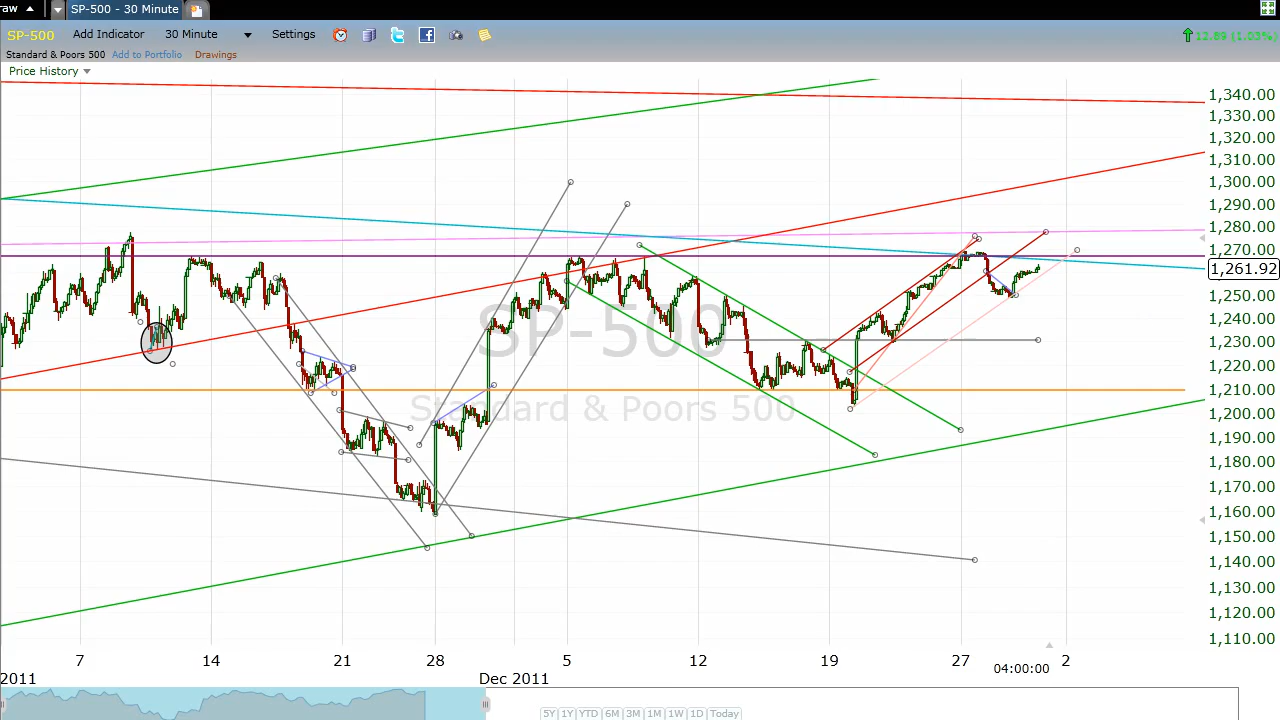 raw SP-500 - 30 Minute
SP-500 Add Indicator 30 Minute Settings 12.89 (1.03%)
Standard & Poors 500 Add to Portfolio Drawings
Price History
1,340.00
1,330.00
1,320.00
1,310.00
1,300.00
1,290.00
1,280.00
1,270.00
1,261.92
1,250.00
1,240.00
1,230.00
1,220.00
1,210.00
1,200.00
1,190.00
1,180.00
1,170.00
1,160.00
1,150.00
1,140.00
1,130.00
1,120.00
1,110.00
SP-500
Standard & Poors 500
7 14 21 28 5 12 19 27 2
04:00:00
2011 Dec 2011
5Y 1Y YTD 6M 3M 1M 1W 1D Today